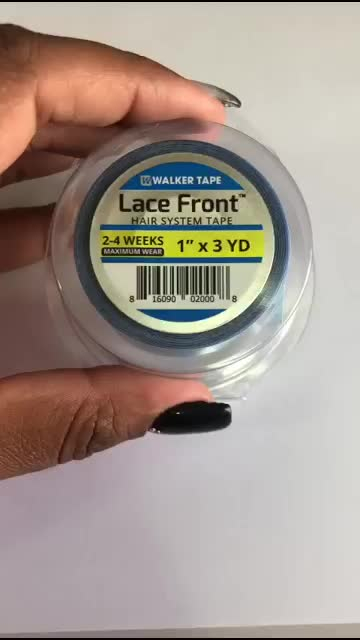 W WALKER TAPE
Lace Front™
HAIR SYSTEM TAPE
2-4 WEEKS
MAXIMUM WEAR
1" x 3 YD
8 16090 02000 8